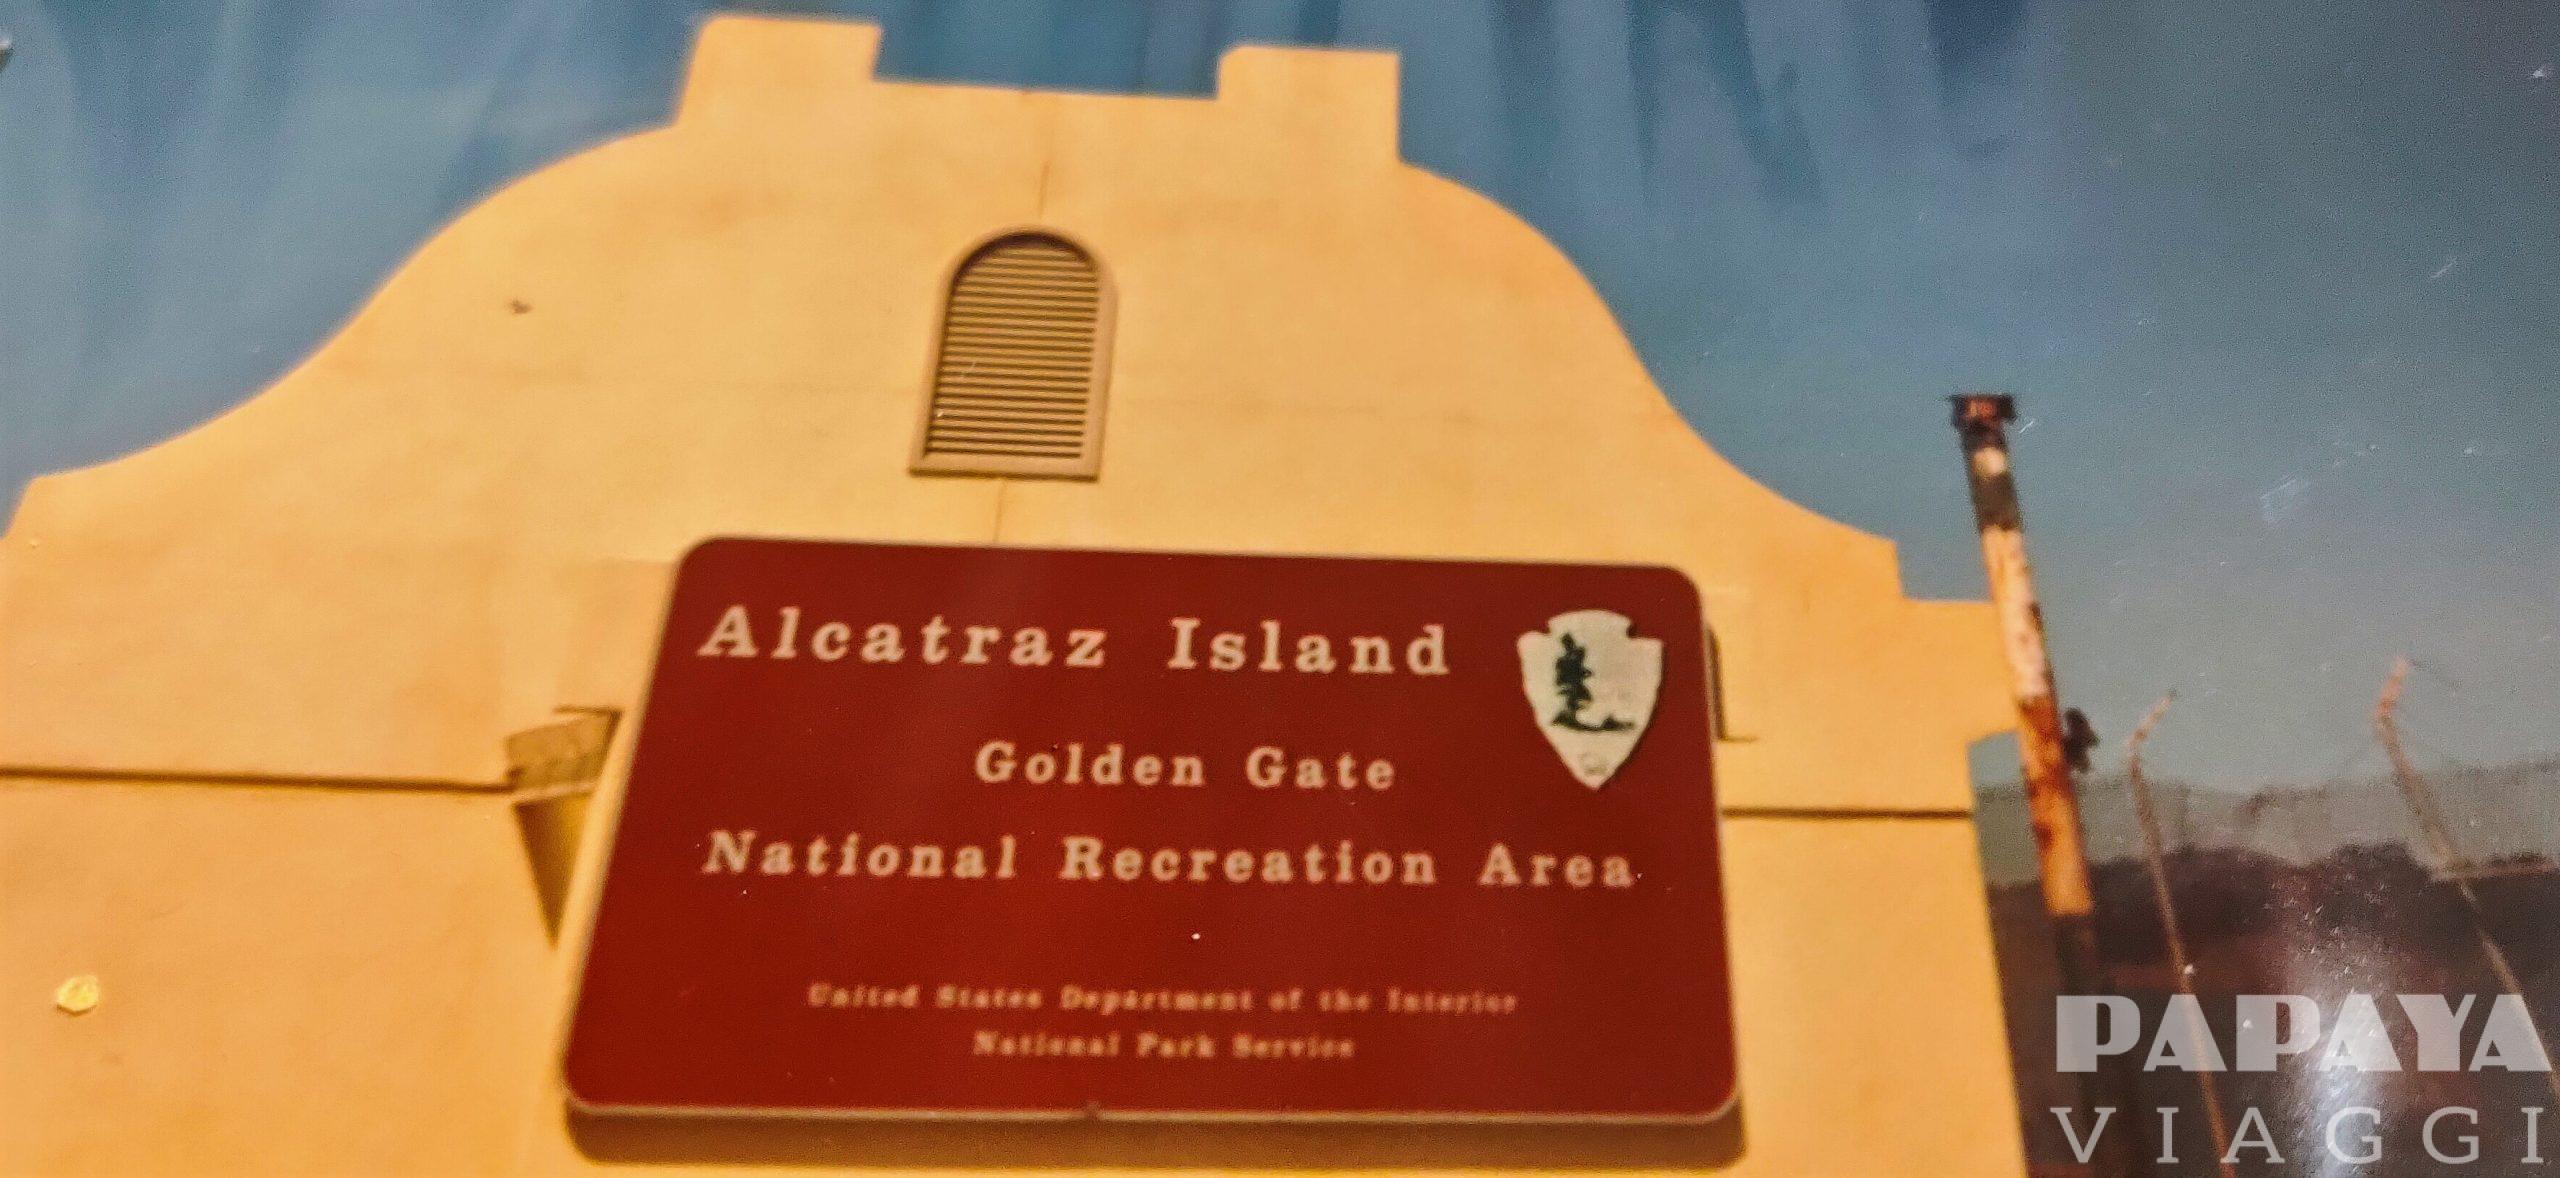 Alcatraz Island
Golden Gate
National Recreation Area
United States Department of the Interior
National Park Service
PAPAYA
VIAGGI